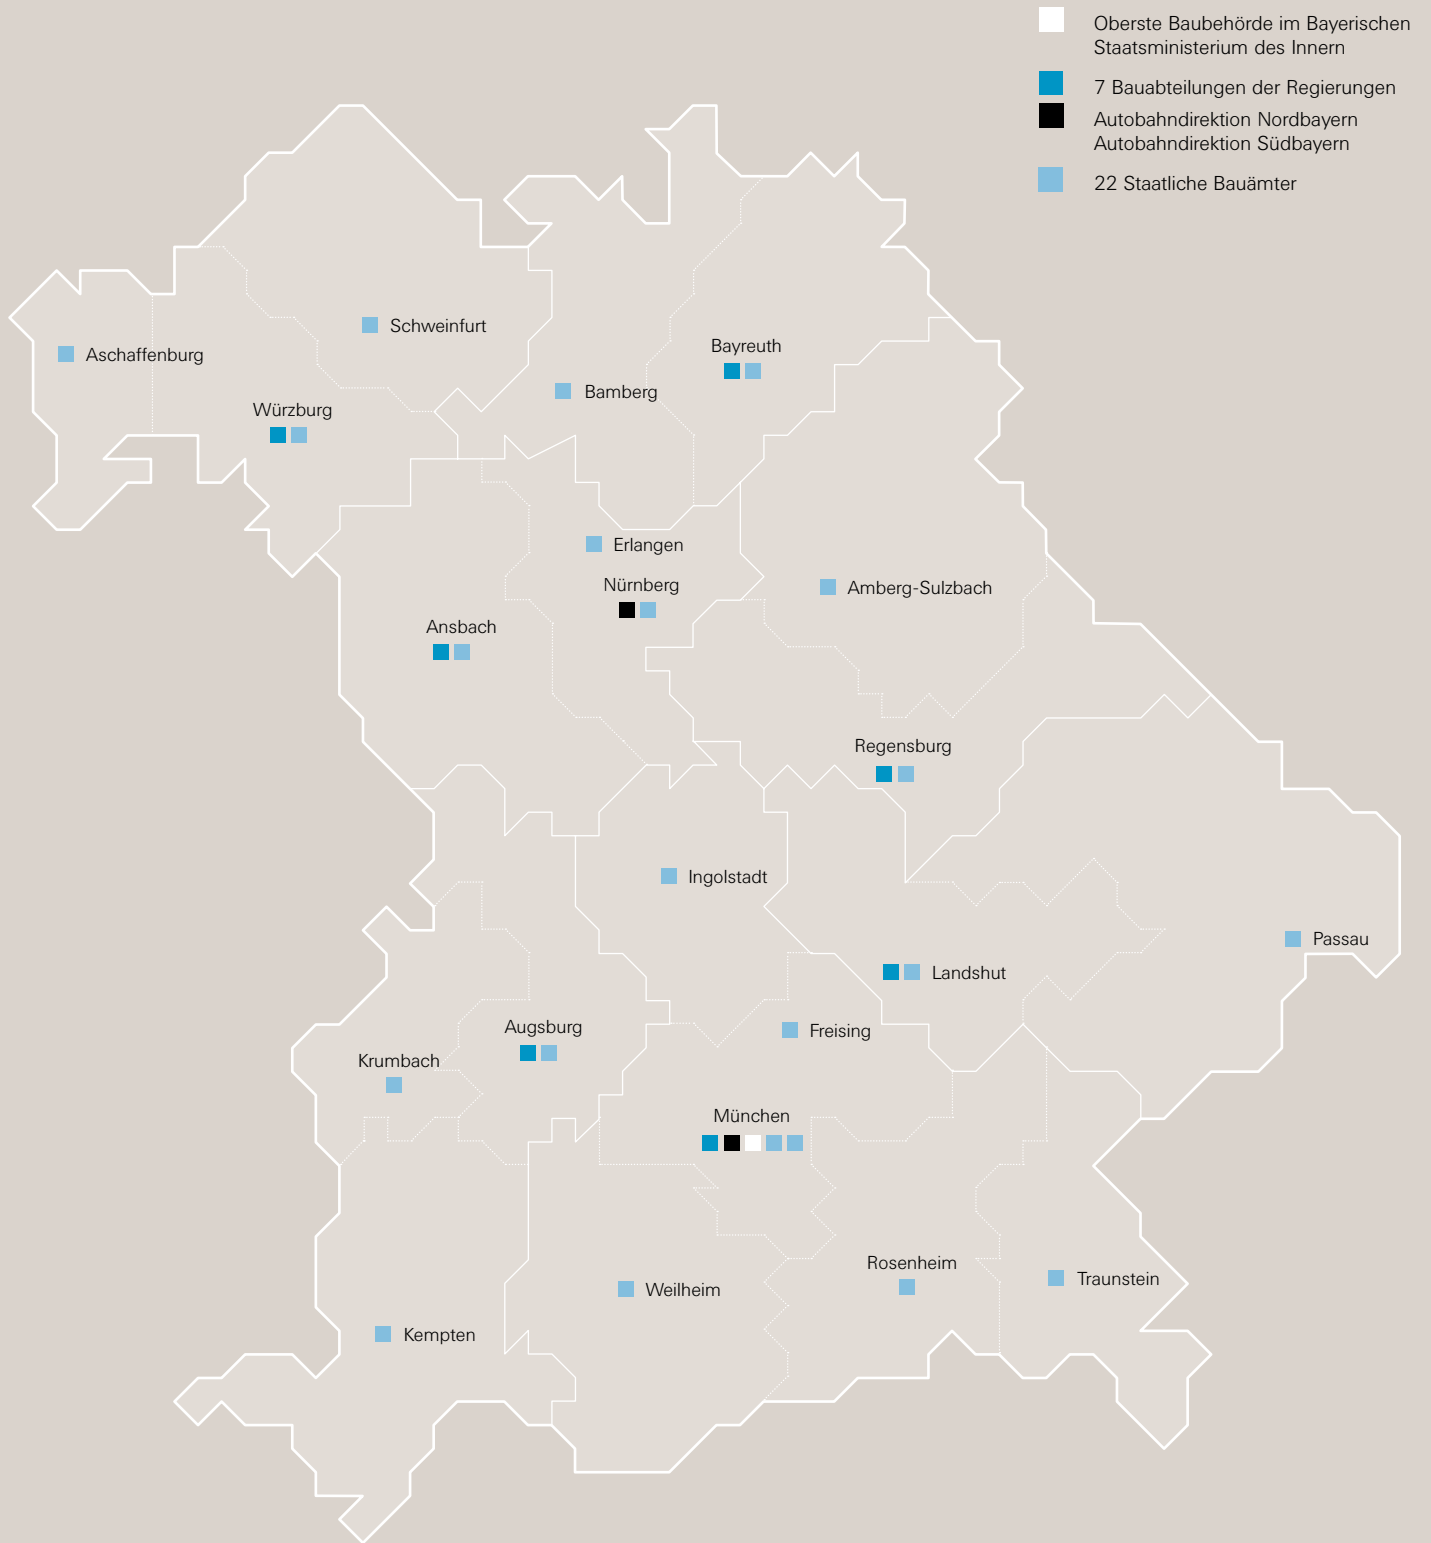 Oberste Baubehörde im Bayerischen
Staatsministerium des Innern
7 Bauabteilungen der Regierungen
Autobahndirektion Nordbayern
Autobahndirektion Südbayern
22 Staatliche Bauämter
Schweinfurt
Aschaffenburg
Bayreuth
Bamberg
Würzburg
Erlangen
Nürnberg
Amberg-Sulzbach
Ansbach
Regensburg
Ingolstadt
Passau
Landshut
Augsburg
Freising
Krumbach
München
Rosenheim
Traunstein
Weilheim
Kempten